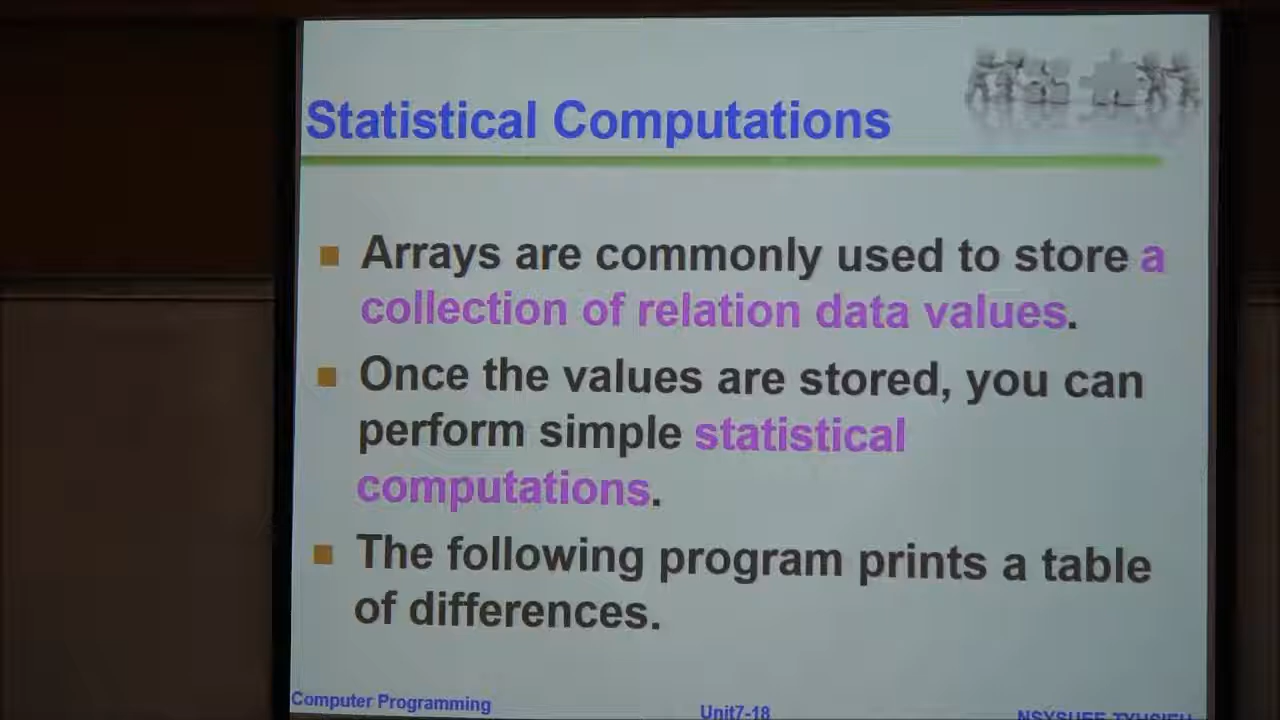 Statistical Computations
Arrays are commonly used to store a
collection of relation data values.
Once the values are stored, you can
perform simple statistical
computations.
The following program prints a table
of differences.
Computer Programming
Unit7-18